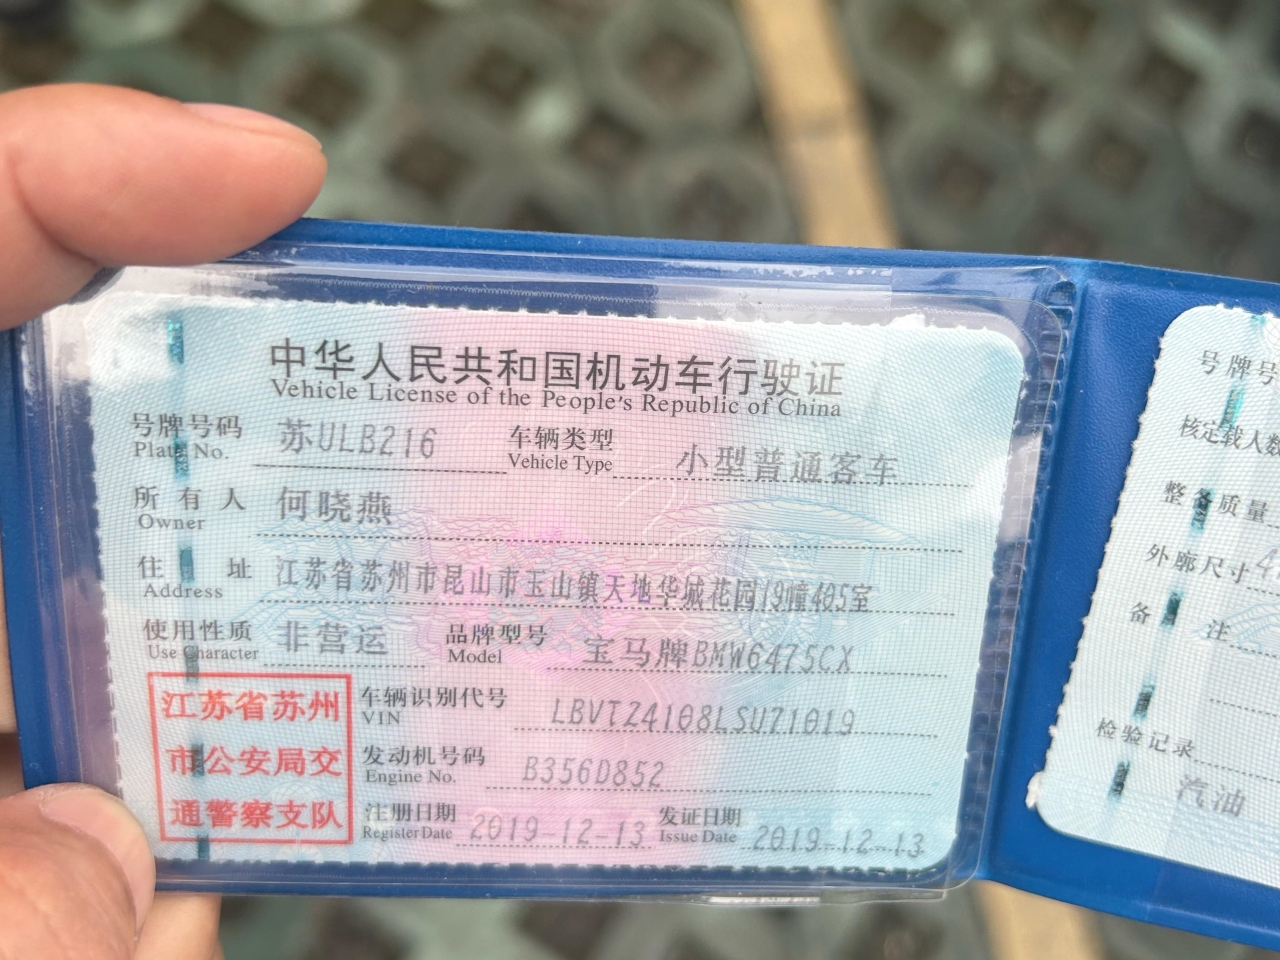 中华人民共和国机动车行驶证
Vehicle License of the People's Republic of China
号牌号码 苏ULB216 车辆类型 小型普通客车
Plate No. Vehicle Type
所有人 何晓燕
Owner
住址 江苏省苏州市昆山市玉山镇天地华城花园19幢405室
Address
使用性质 非营运 品牌型号 宝马牌BMW6475CX
Use Character Model
江苏省苏州
市公安局交
通警察支队
车辆识别代号 LBVTZ4108LSU71019
VIN
发动机号码 B356D852
Engine No.
注册日期 2019-12-13 发证日期 2019-12-13
Register Date Issue Date
号牌号
核定载人数
整备质量
外廓尺寸
备注
检验记录
汽油